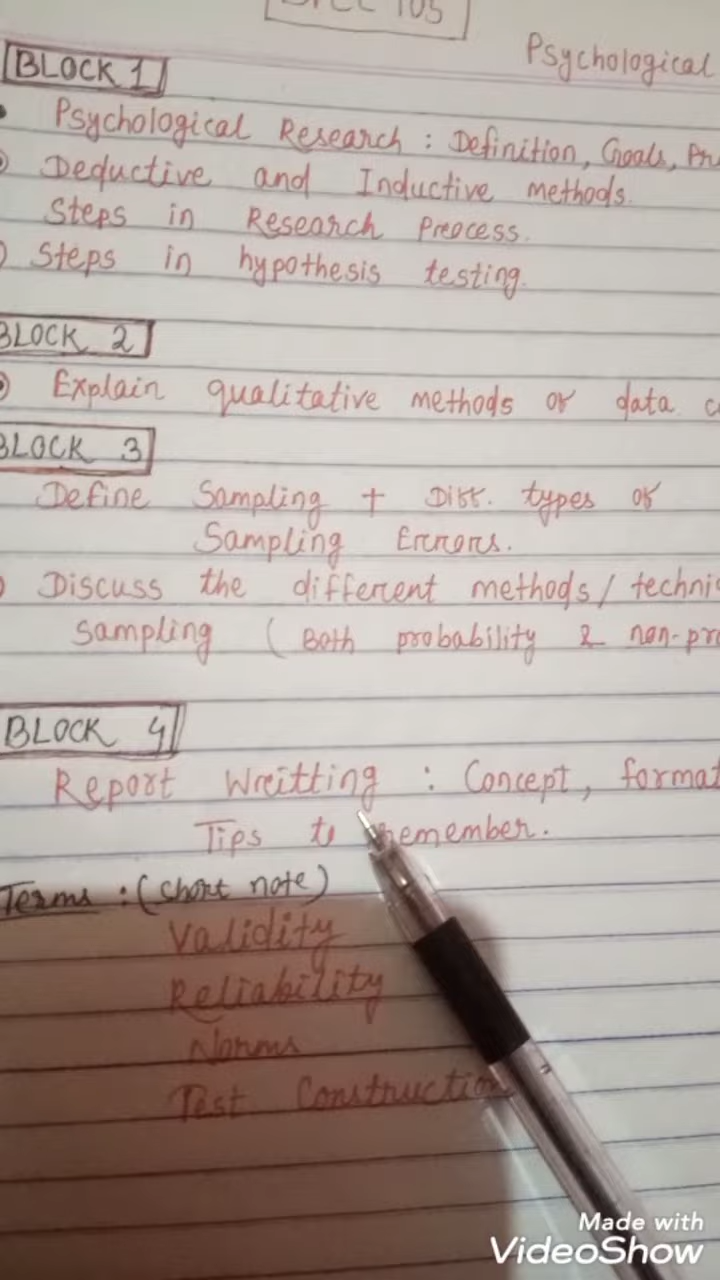 105
Psychological
BLOCK 1
Psychological Research : Definition, Goals,
Deductive and Inductive methods.
Steps in Research Process.
Steps in hypothesis testing.
BLOCK 2
Explain qualitative methods of data
BLOCK 3
Define Sampling + Diff. types of
Sampling Errors.
Discuss the different methods/
Sampling (Both probability & non-
BLOCK 4
Report Writting : Concept, format
Tips to remember.
Terms : (Short note)
Validity
Reliability
Norms
Test Construction
Made with
VideoShow